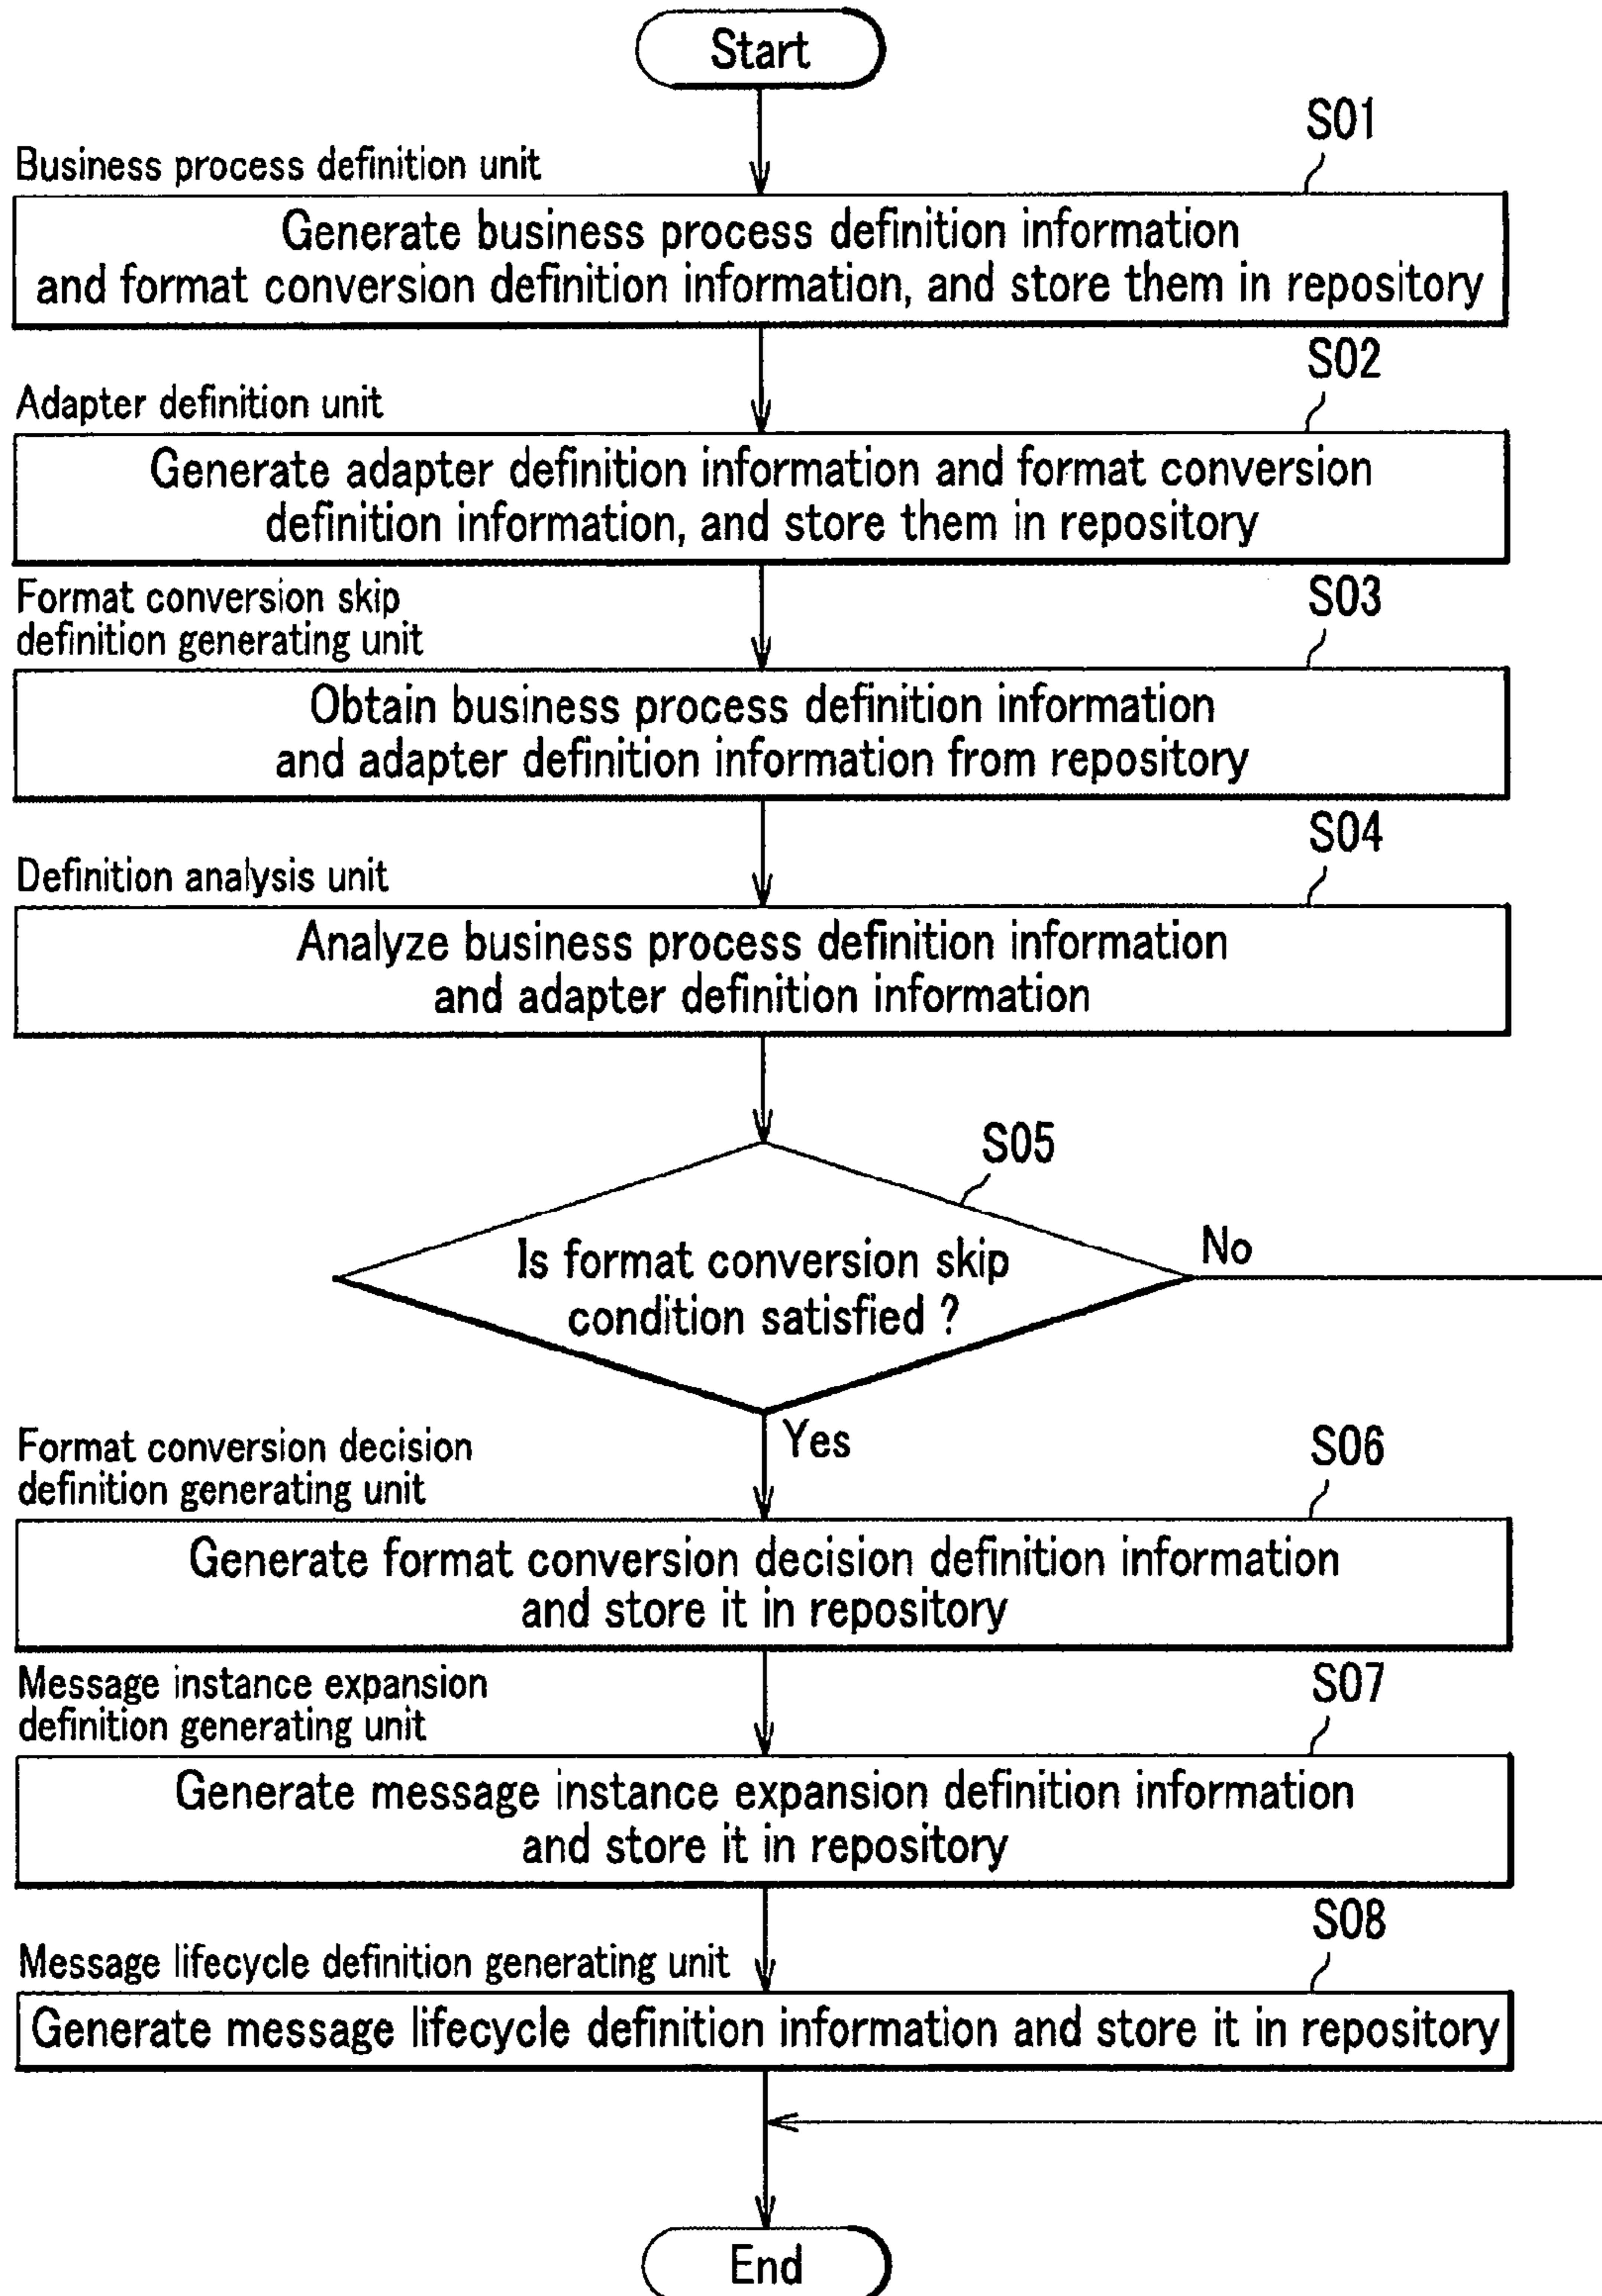 Start
S01
Business process definition unit
Generate business process definition information
and format conversion definition information, and store them in repository
S02
Adapter definition unit
Generate adapter definition information and format conversion
definition information, and store them in repository
Format conversion skip
definition generating unit
S03
Obtain business process definition information
and adapter definition information from repository
S04
Definition analysis unit
Analyze business process definition information
and adapter definition information
S05
Is format conversion skip
condition satisfied ?
No
Yes
Format conversion decision
definition generating unit
S06
Generate format conversion decision definition information
and store it in repository
Message instance expansion
definition generating unit
S07
Generate message instance expansion definition information
and store it in repository
S08
Message lifecycle definition generating unit
Generate message lifecycle definition information and store it in repository
End